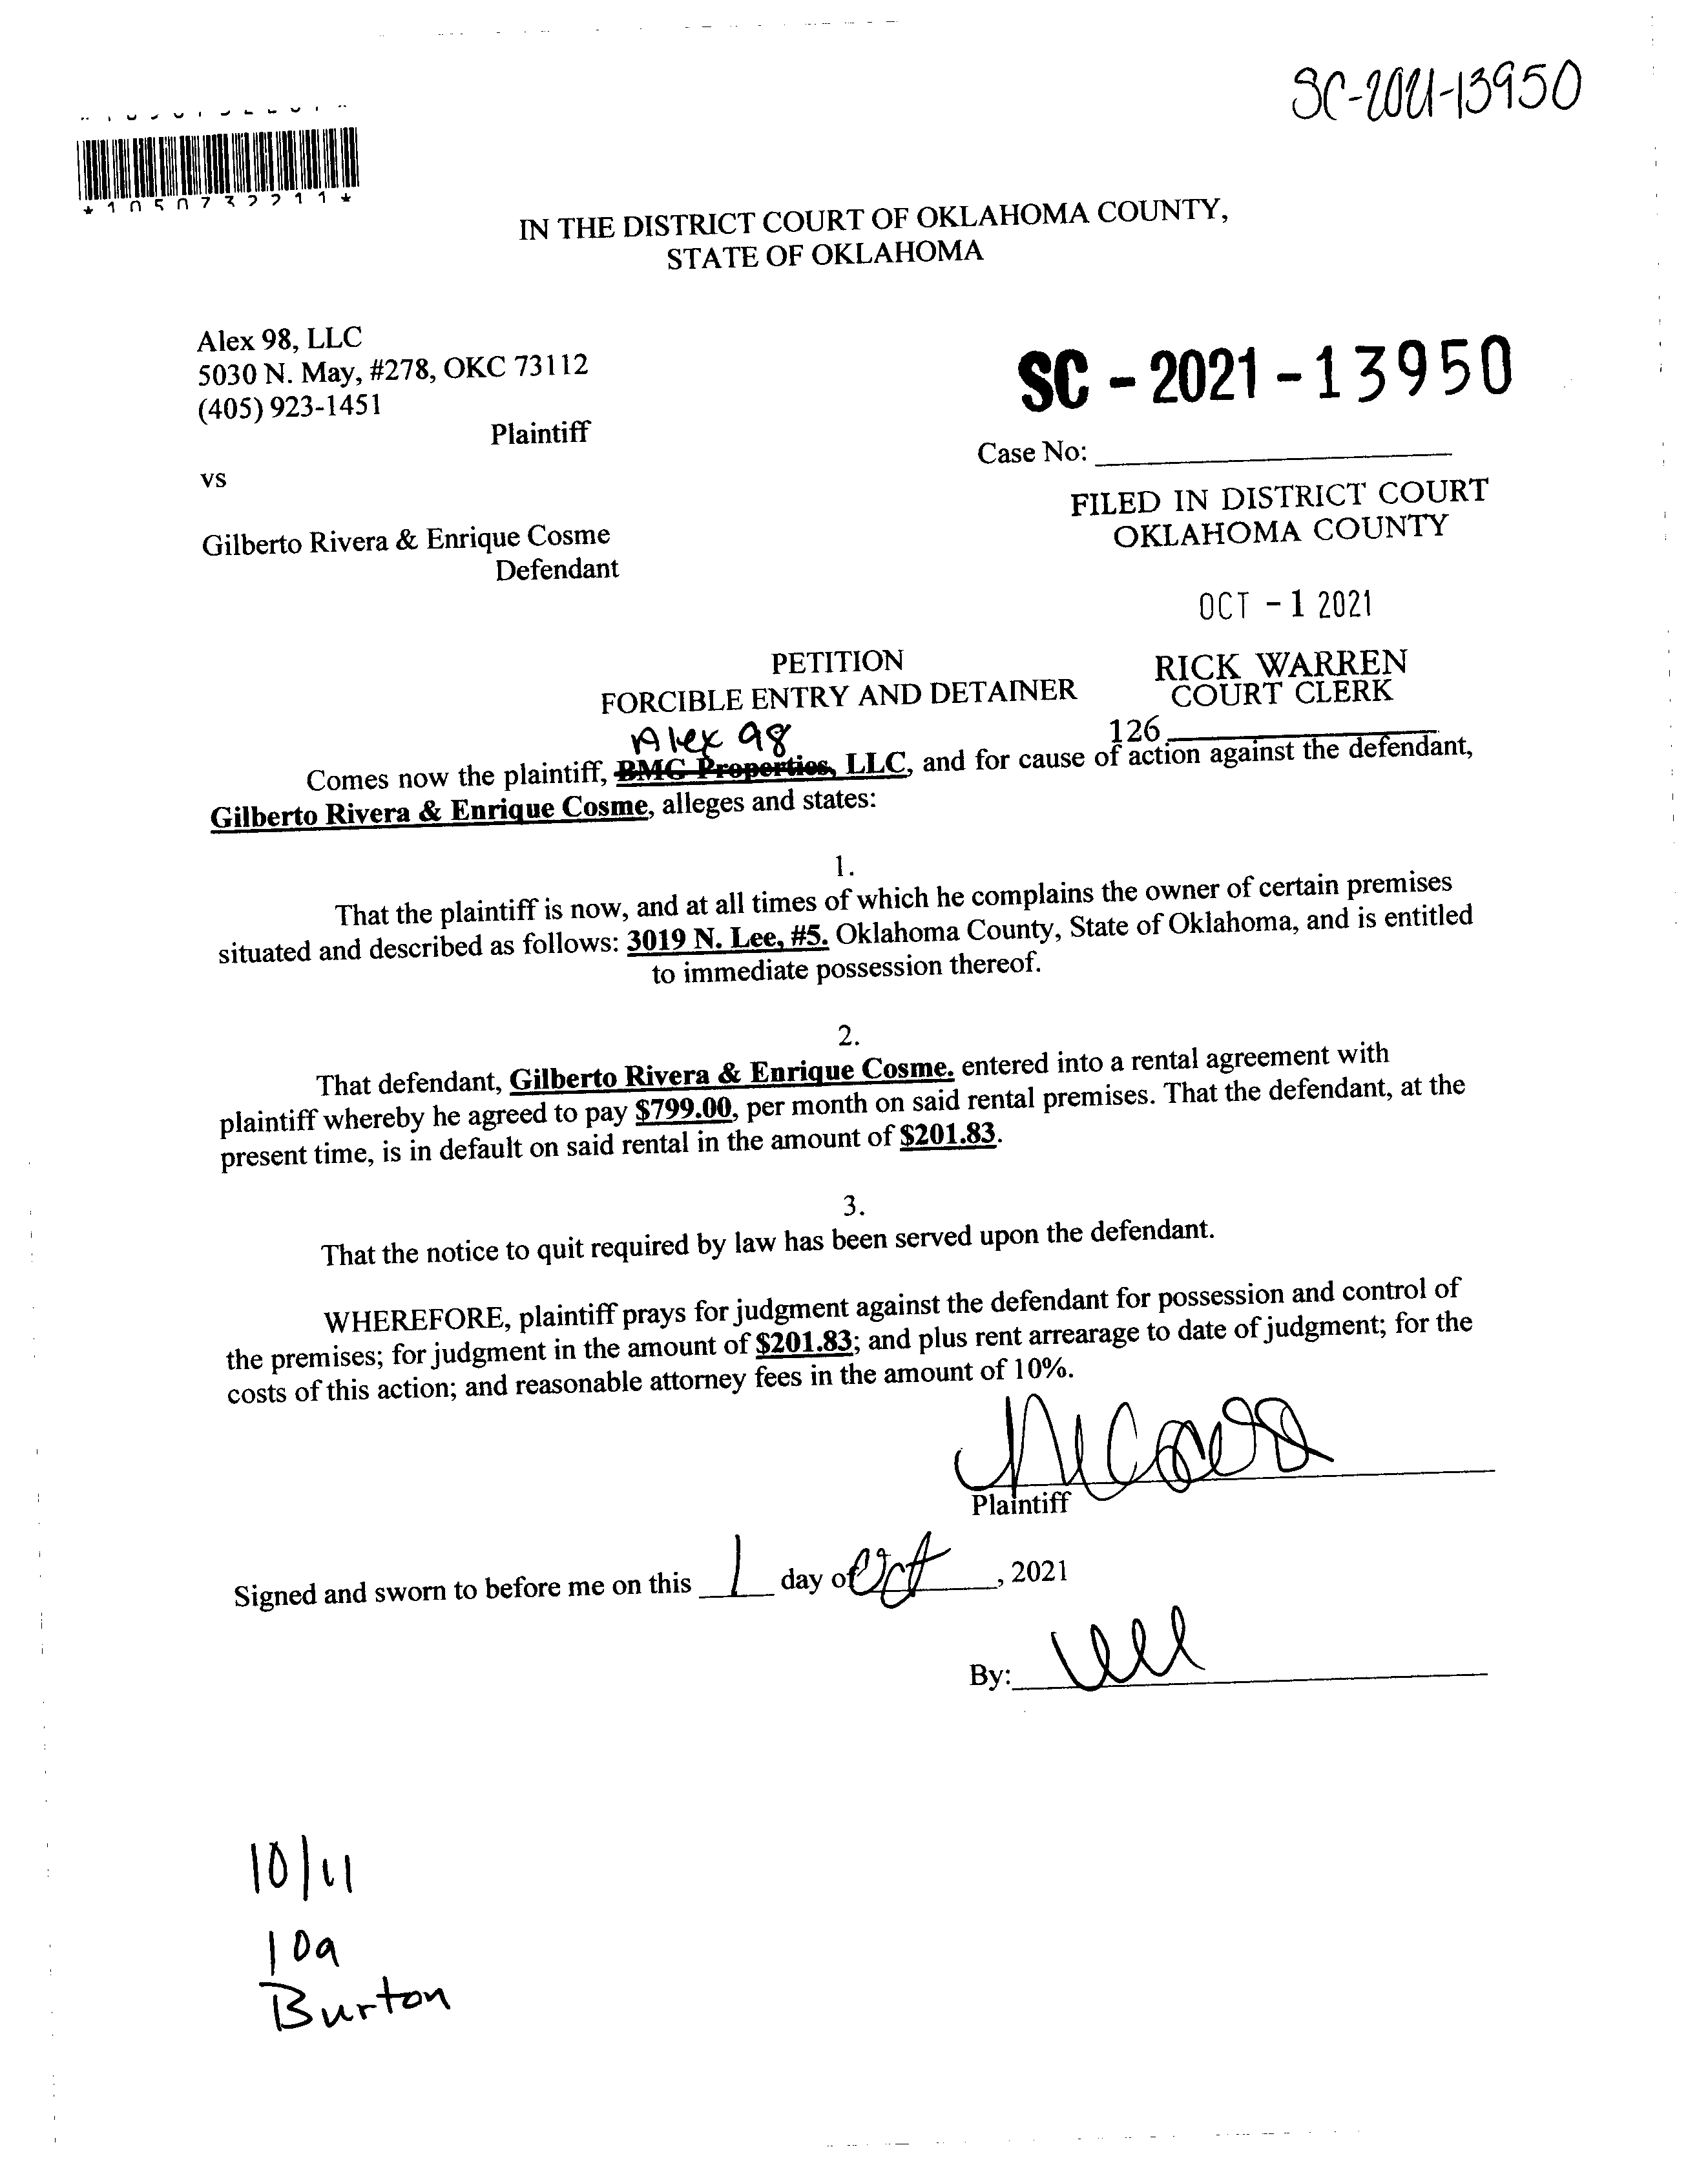 SC-2021-13950
*1050732211*
IN THE DISTRICT COURT OF OKLAHOMA COUNTY,
STATE OF OKLAHOMA
Alex 98, LLC
5030 N. May, #278, OKC 73112
(405) 923-1451
Plaintiff
SC - 2021 - 13950
Case No:
vs
FILED IN DISTRICT COURT
OKLAHOMA COUNTY
Gilberto Rivera & Enrique Cosme
Defendant
OCT - 1 2021
PETITION
FORCIBLE ENTRY AND DETAINER
RICK WARREN
COURT CLERK
126
Alex 98
Comes now the plaintiff, BMG Properties, LLC, and for cause of action against the defendant,
Gilberto Rivera & Enrique Cosme, alleges and states:
1.
That the plaintiff is now, and at all times of which he complains the owner of certain premises
situated and described as follows: 3019 N. Lee, #5. Oklahoma County, State of Oklahoma, and is entitled
to immediate possession thereof.
2.
That defendant, Gilberto Rivera & Enrique Cosme. entered into a rental agreement with
plaintiff whereby he agreed to pay $799.00, per month on said rental premises. That the defendant, at the
present time, is in default on said rental in the amount of $201.83.
3.
That the notice to quit required by law has been served upon the defendant.
WHEREFORE, plaintiff prays for judgment against the defendant for possession and control of
the premises; for judgment in the amount of $201.83; and plus rent arrearage to date of judgment; for the
costs of this action; and reasonable attorney fees in the amount of 10%.
Plaintiff
Signed and sworn to before me on this 1 day of Oct, 2021
By:
10/11
10a
Burton